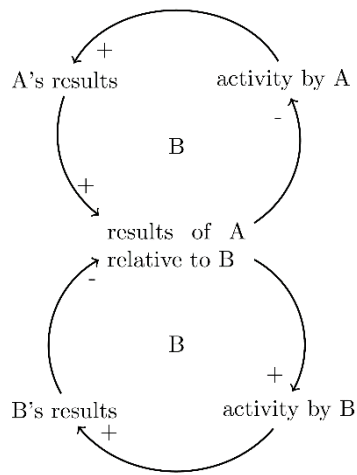 +
A's results activity by A
-
B
+
results of A
relative to B
-
B
+
B's results activity by B
+